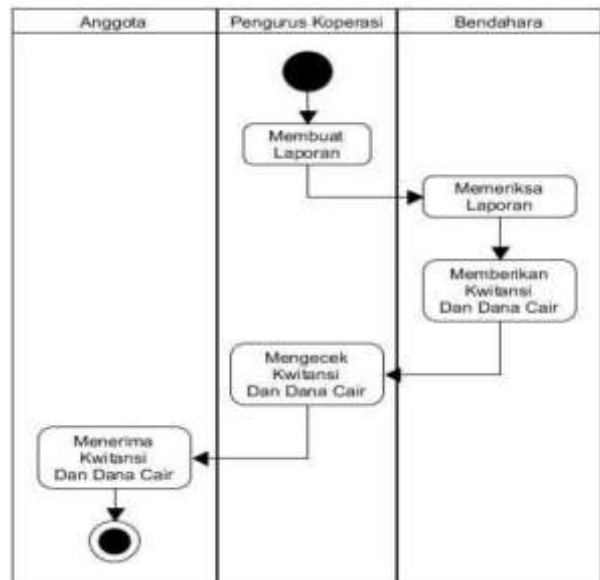 Anggota
Pengurus Koperasi
Bendahara
Membuat
Laporan
Memeriksa
Laporan
Memberikan
Kwitansi
Dan Dana Cair
Mengecek
Kwitansi
Dan Dana Cair
Menerima
Kwitansi
Dan Dana Cair